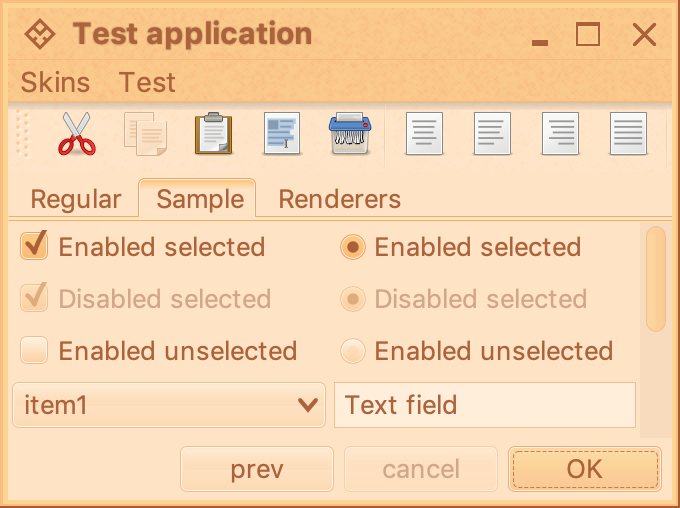 Test application
Skins Test
Regular Sample Renderers
Enabled selected Enabled selected
Disabled selected Disabled selected
Enabled unselected Enabled unselected
item1 Text field
prev cancel OK